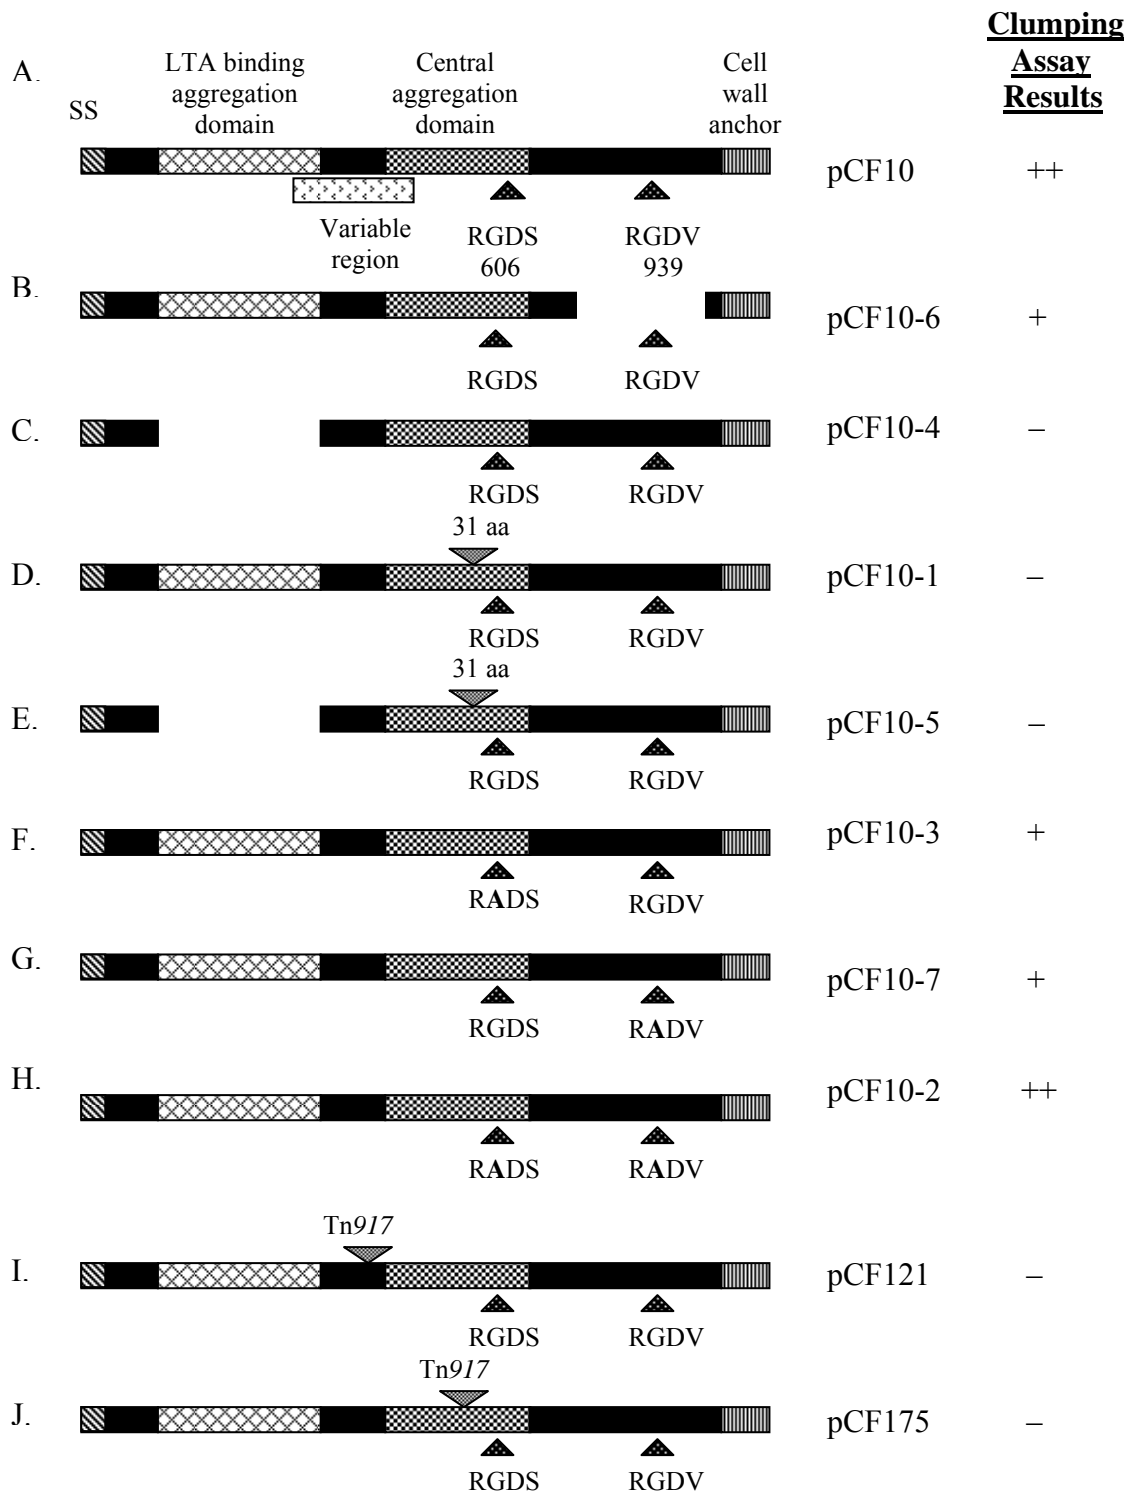 Clumping
Assay
Results
A.
SS
LTA binding
aggregation
domain
Central
aggregation
domain
Cell
wall
anchor
pCF10 ++
Variable
region
RGDS
606
RGDV
939
B.
pCF10-6 +
RGDS RGDV
C.
pCF10-4 –
RGDS RGDV
31 aa
D.
pCF10-1 –
RGDS RGDV
31 aa
E.
pCF10-5 –
RGDS RGDV
F.
pCF10-3 +
RADS RGDV
G.
pCF10-7 +
RGDS RADV
H.
pCF10-2 ++
RADS RADV
Tn917
I.
pCF121 –
RGDS RGDV
Tn917
J.
pCF175 –
RGDS RGDV